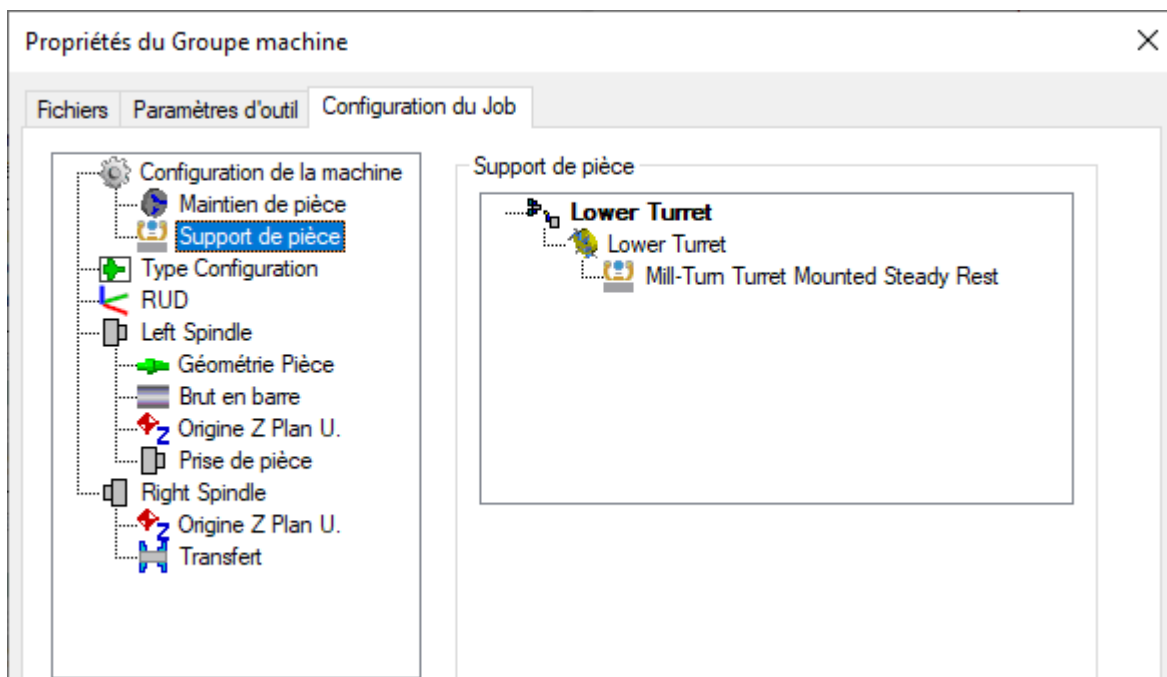 Propriétés du Groupe machine
Fichiers Paramètres d'outil Configuration du Job
Configuration de la machine
Maintien de pièce
Support de pièce
Type Configuration
RUD
Left Spindle
Géométrie Pièce
Brut en barre
Origine Z Plan U.
Prise de pièce
Right Spindle
Origine Z Plan U.
Transfert
Support de pièce
Lower Turret
Lower Turret
Mill-Turn Turret Mounted Steady Rest